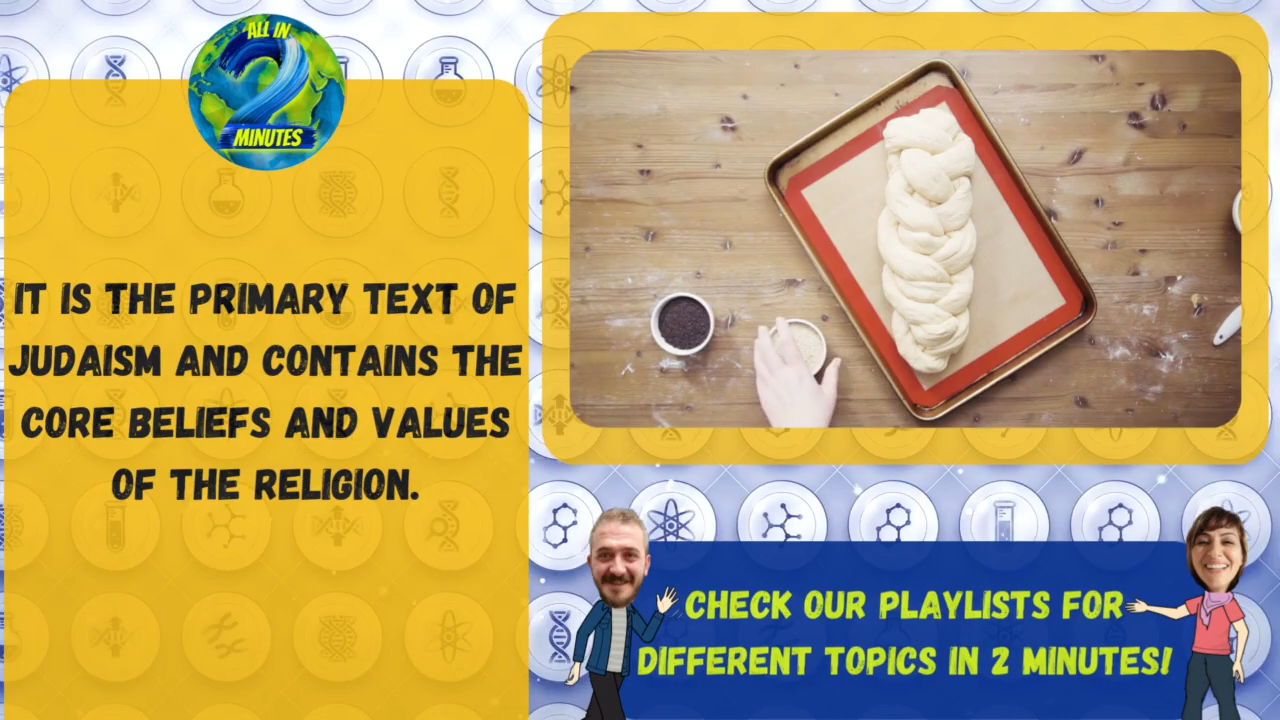 ALL IN
2
MINUTES
IT IS THE PRIMARY TEXT OF
JUDAISM AND CONTAINS THE
CORE BELIEFS AND VALUES
OF THE RELIGION.
CHECK OUR PLAYLISTS FOR
DIFFERENT TOPICS IN 2 MINUTES!